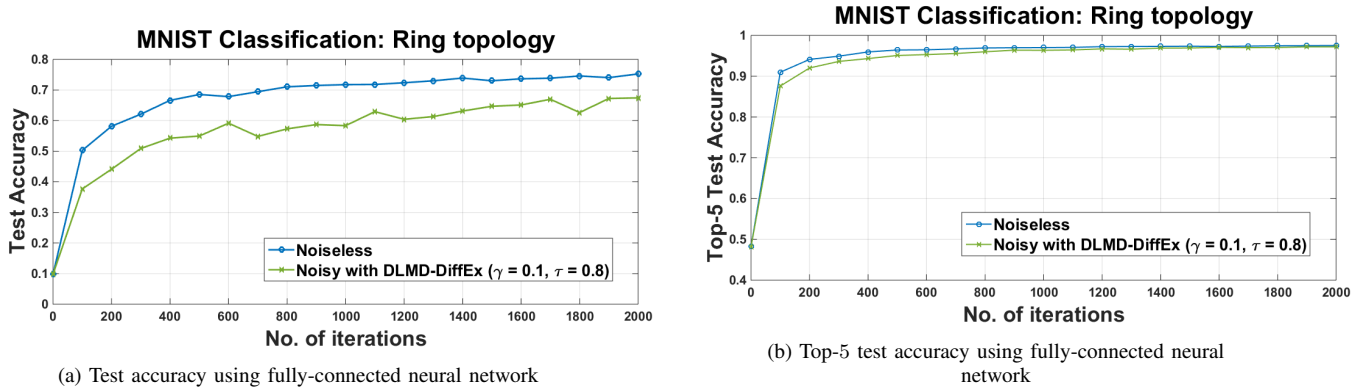 MNIST Classification: Ring topology
0.8
0.7
0.6
0.5
0.4
0.3
0.2
0.1
0
Test Accuracy
Noiseless
Noisy with DLMD-DiffEx (γ = 0.1, τ = 0.8)
0 200 400 600 800 1000 1200 1400 1600 1800 2000
No. of iterations
(a) Test accuracy using fully-connected neural network
MNIST Classification: Ring topology
1
0.9
0.8
0.7
0.6
0.5
0.4
Top-5 Test Accuracy
Noiseless
Noisy with DLMD-DiffEx (γ = 0.1, τ = 0.8)
0 200 400 600 800 1000 1200 1400 1600 1800 2000
No. of iterations
(b) Top-5 test accuracy using fully-connected neural
network